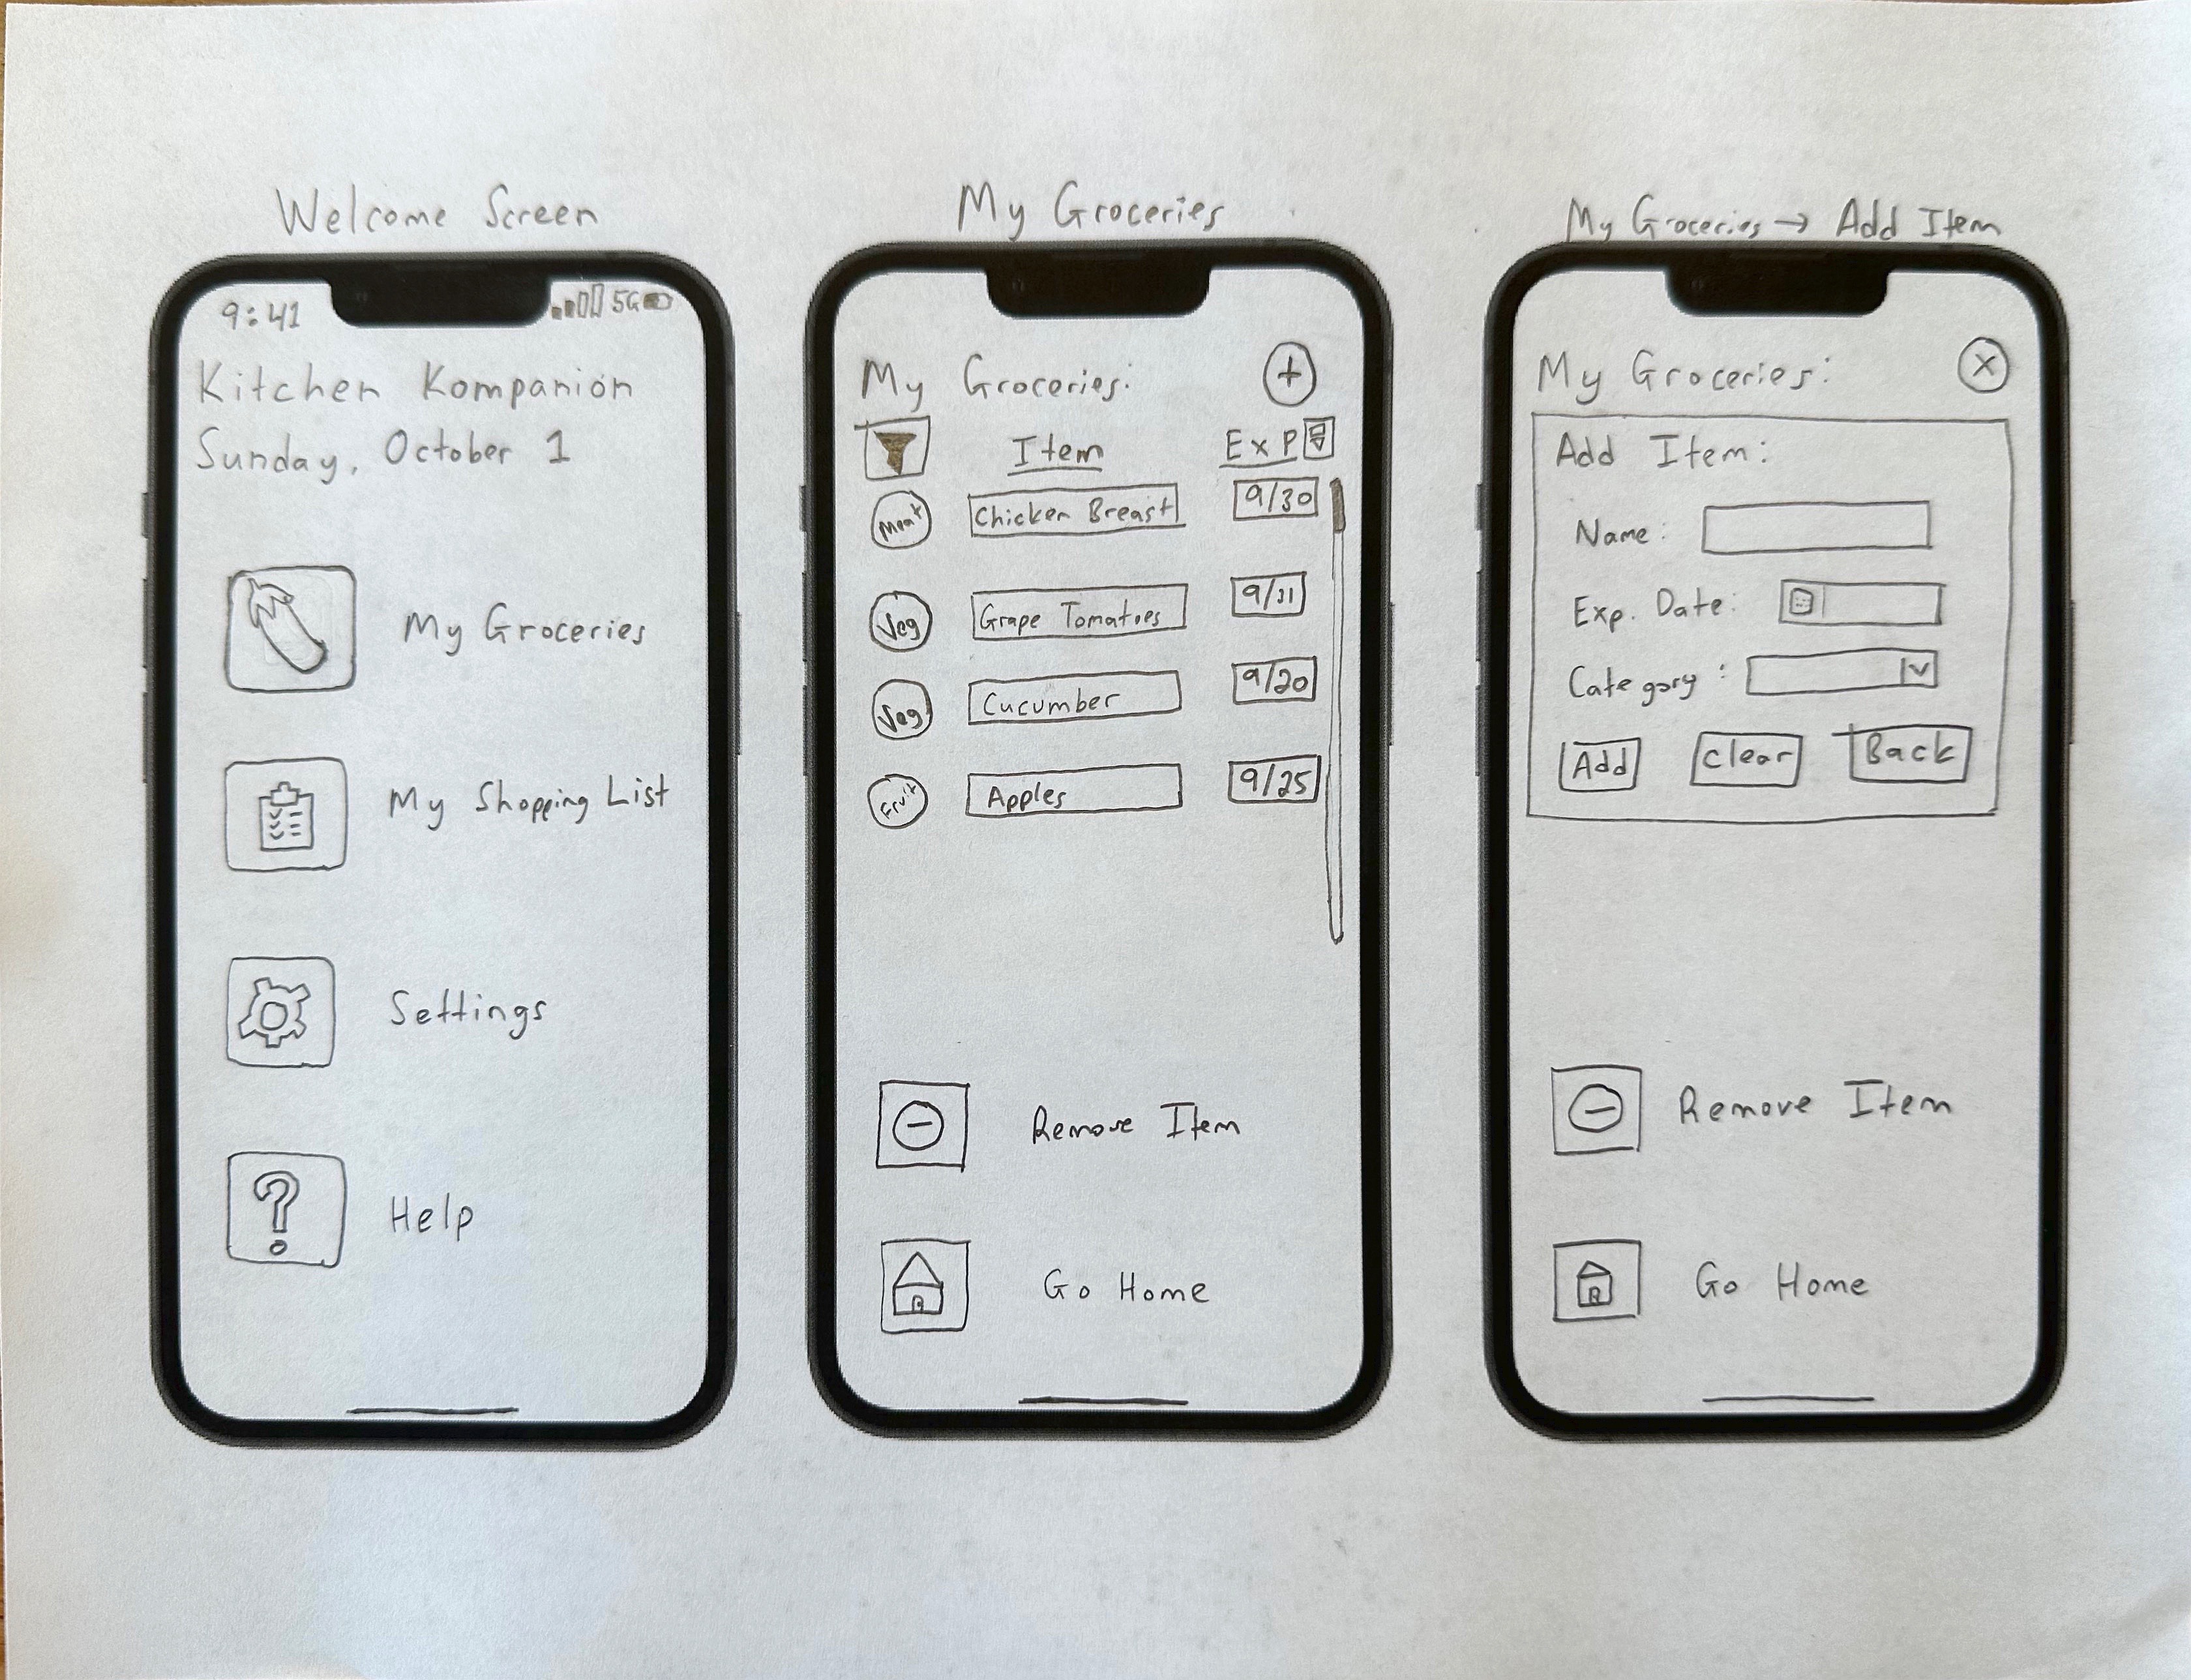 Welcome Screen
9:41 5G
Kitchen Kompanion
Sunday, October 1
My Groceries
My Shopping List
Settings
Help
My Groceries
My Groceries:
Item Exp
Meat Chicken Breast 9/30
Veg Grape Tomatoes 9/31
Veg Cucumber 9/20
Fruit Apples 9/25
Remove Item
Go Home
My Groceries → Add Item
My Groceries:
Add Item:
Name:
Exp. Date:
Category:
Add Clear Back
Remove Item
Go Home